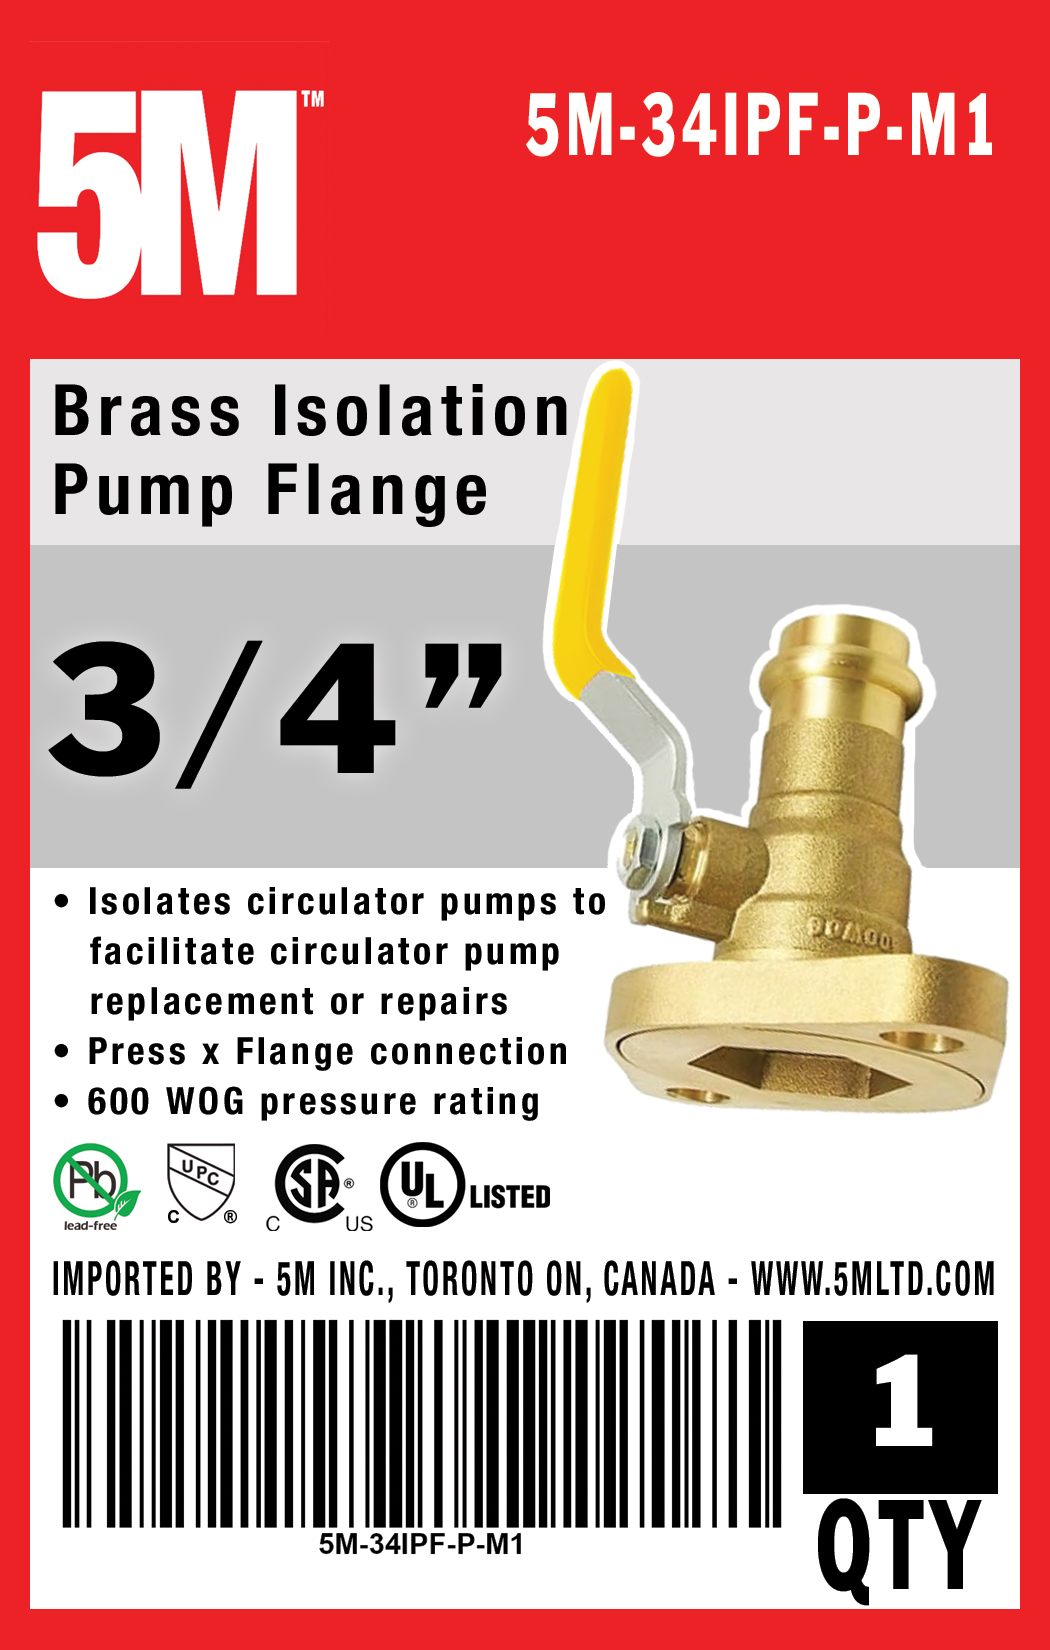 5M™
5M-34IPF-P-M1
Brass Isolation
Pump Flange
3/4”
• Isolates circulator pumps to
facilitate circulator pump
replacement or repairs
• Press x Flange connection
• 600 WOG pressure rating
600WOG
Pb
lead-free
UPC
C ®
CSA ®
C US
UL ® LISTED
IMPORTED BY - 5M INC., TORONTO ON, CANADA - WWW.5MLTD.COM
5M-34IPF-P-M1
1
QTY